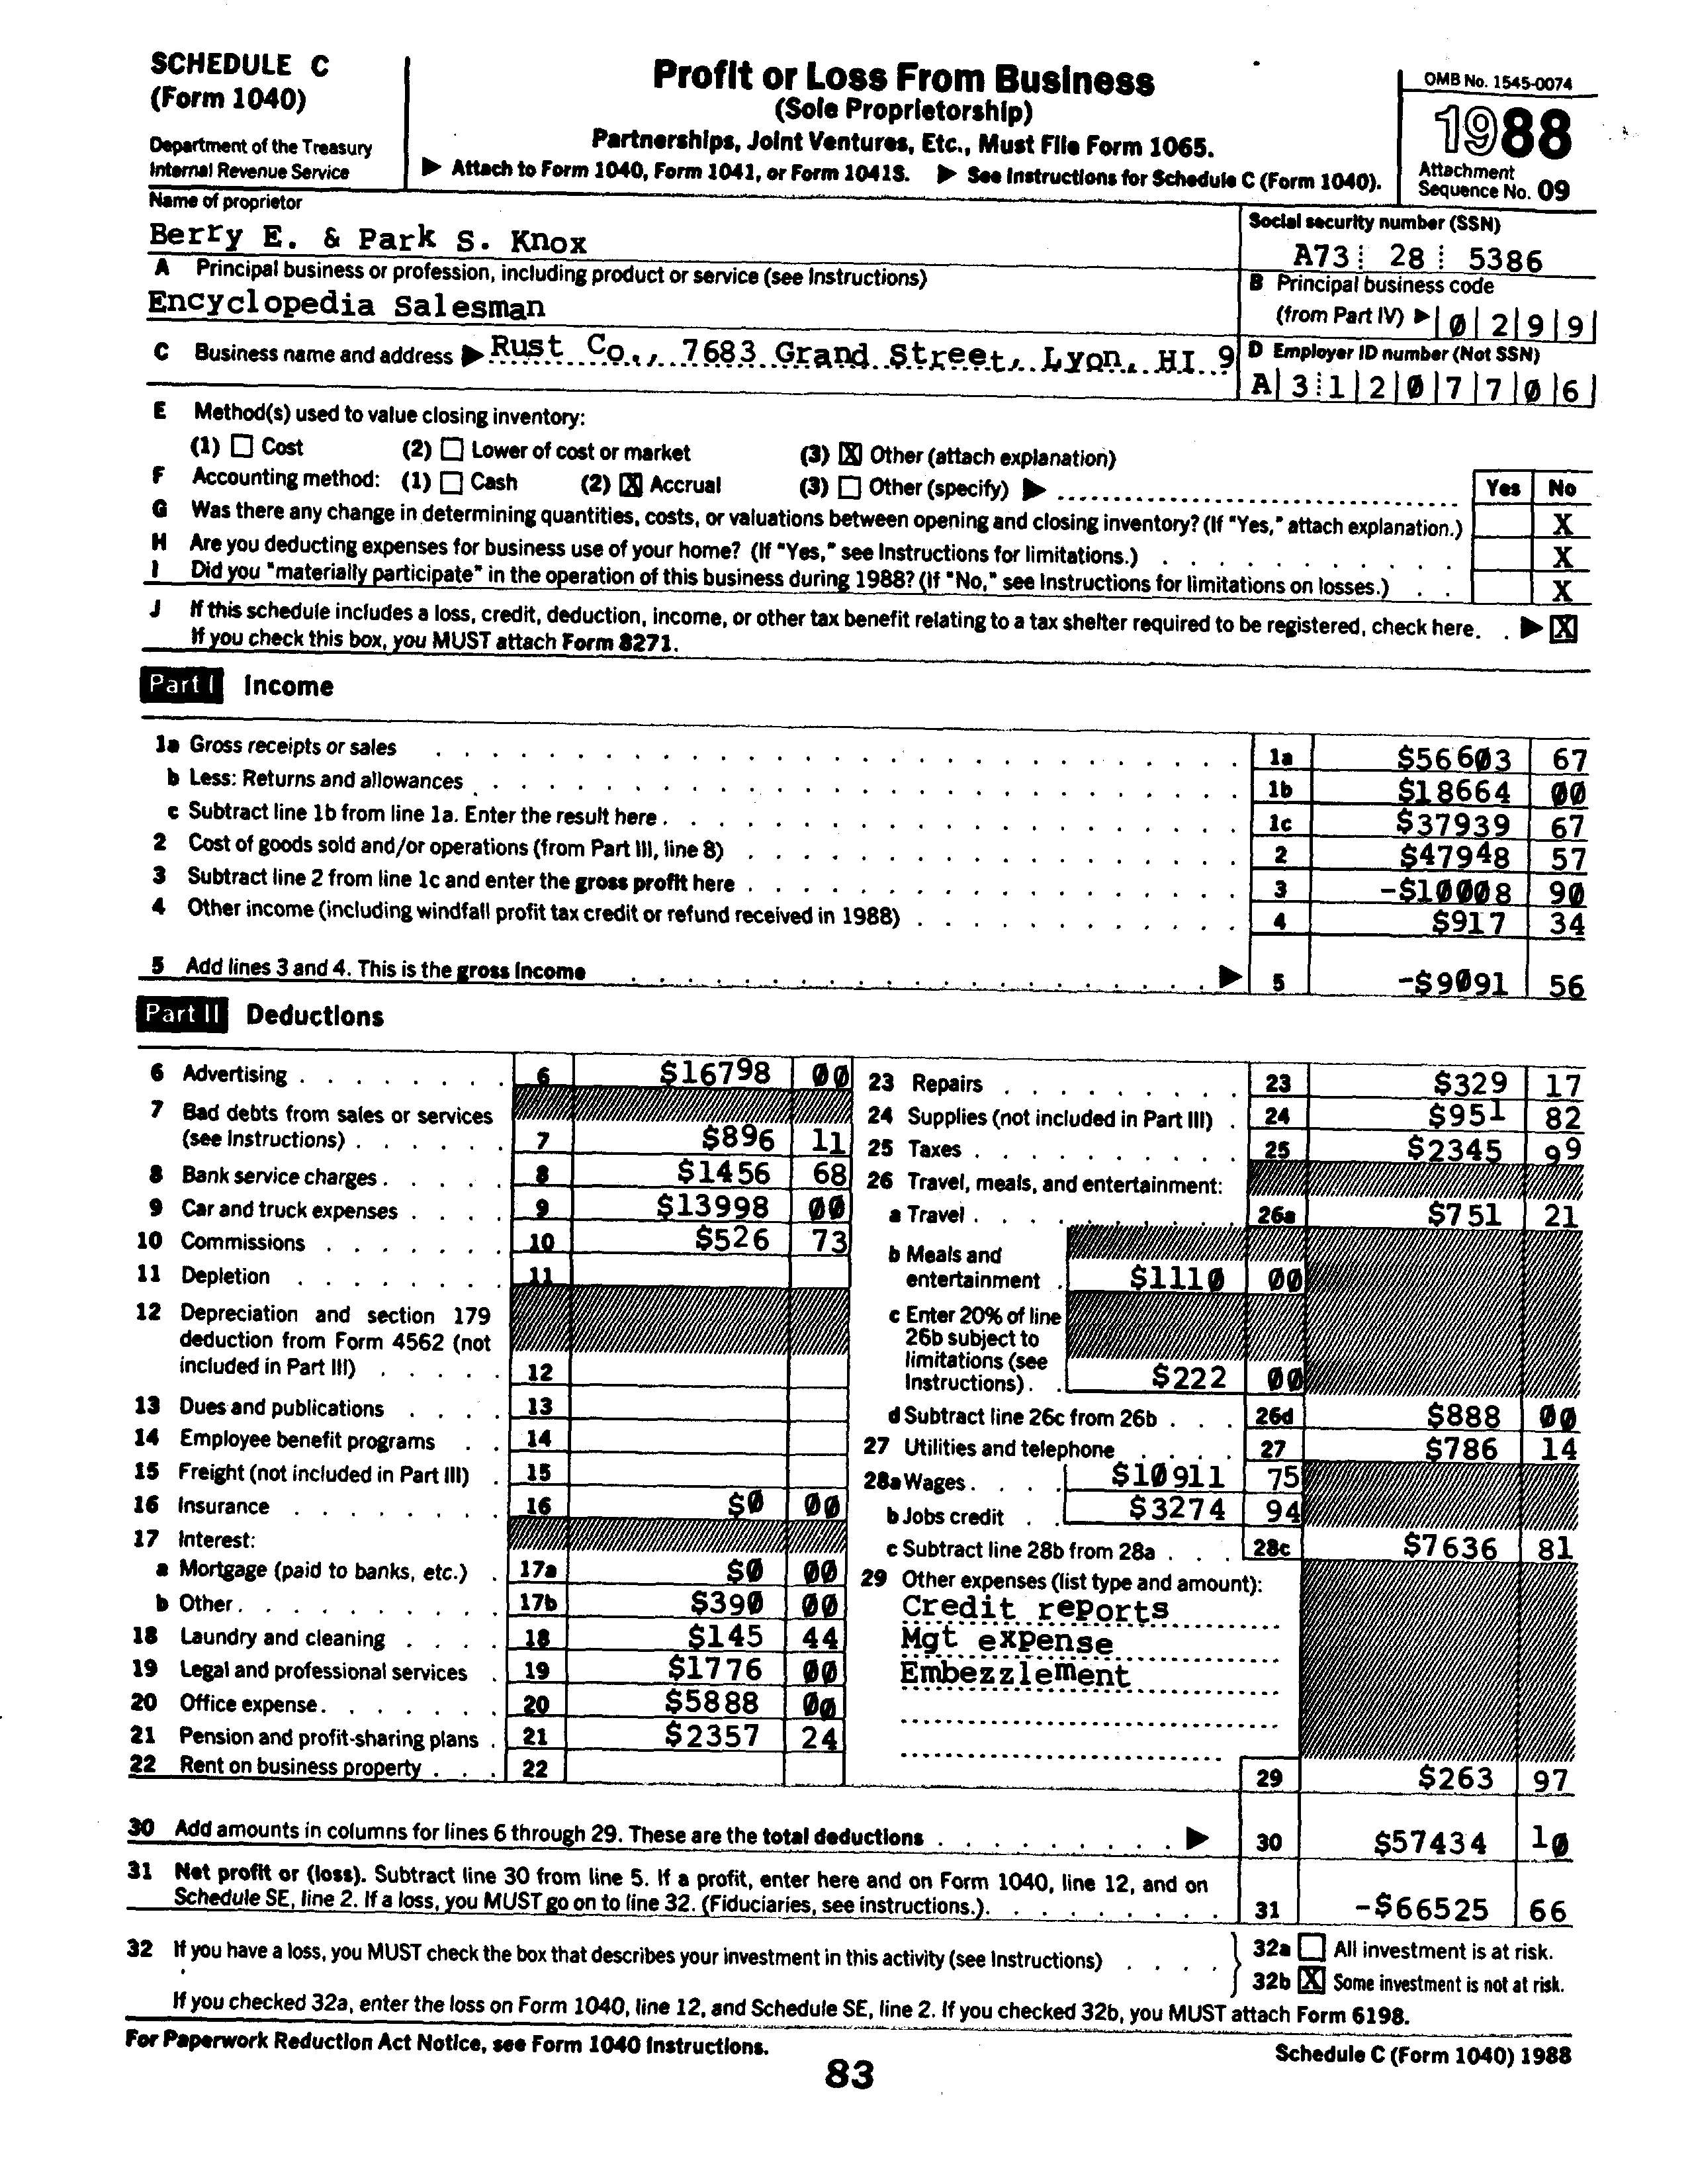 SCHEDULE C
(Form 1040)
Department of the Treasury
Internal Revenue Service
Profit or Loss From Business
(Sole Proprietorship)
Partnerships, Joint Ventures, Etc., Must File Form 1065.
▶ Attach to Form 1040, Form 1041, or Form 1041S. ▶ See Instructions for Schedule C (Form 1040).
OMB No. 1545-0074
1988
Attachment
Sequence No. 09
Name of proprietor
Berry E. & Park S. Knox
Social security number (SSN)
A73 28 5386
A Principal business or profession, including product or service (see Instructions)
Encyclopedia Salesman
B Principal business code
(from Part IV) ▶ 0 2 9 9
C Business name and address ▶ Rust Co., 7683 Grand Street, Lyon, HI 9
D Employer ID number (Not SSN)
A 3 1 2 0 7 7 0 6
E Method(s) used to value closing inventory:
(1) ☐ Cost (2) ☐ Lower of cost or market (3) ☒ Other (attach explanation)
F Accounting method: (1) ☐ Cash (2) ☒ Accrual (3) ☐ Other (specify) ▶
Yes No
G Was there any change in determining quantities, costs, or valuations between opening and closing inventory? (If "Yes," attach explanation.) X
H Are you deducting expenses for business use of your home? (If "Yes," see Instructions for limitations.) X
I Did you "materially participate" in the operation of this business during 1988? (If "No," see Instructions for limitations on losses.) X
J If this schedule includes a loss, credit, deduction, income, or other tax benefit relating to a tax shelter required to be registered, check here. ▶ ☒
If you check this box, you MUST attach Form 8271.
Part I Income
1a Gross receipts or sales 1a $56603 67
b Less: Returns and allowances 1b $18664 00
c Subtract line 1b from line 1a. Enter the result here 1c $37939 67
2 Cost of goods sold and/or operations (from Part III, line 8) 2 $47948 57
3 Subtract line 2 from line 1c and enter the gross profit here 3 -$10008 90
4 Other income (including windfall profit tax credit or refund received in 1988) 4 $917 34
5 Add lines 3 and 4. This is the gross income ▶ 5 -$9091 56
Part II Deductions
6 Advertising 6 $16798 00
7 Bad debts from sales or services
(see Instructions) 7 $896 11
8 Bank service charges 8 $1456 68
9 Car and truck expenses 9 $13998 00
10 Commissions 10 $526 73
11 Depletion 11
12 Depreciation and section 179
deduction from Form 4562 (not
included in Part III) 12
13 Dues and publications 13
14 Employee benefit programs 14
15 Freight (not included in Part III) 15
16 Insurance 16 $0 00
17 Interest:
a Mortgage (paid to banks, etc.) 17a $0 00
b Other 17b $390 00
18 Laundry and cleaning 18 $145 44
19 Legal and professional services 19 $1776 00
20 Office expense 20 $5888 00
21 Pension and profit-sharing plans 21 $2357 24
22 Rent on business property 22
23 Repairs 23 $329 17
24 Supplies (not included in Part III) 24 $951 82
25 Taxes 25 $2345 99
26 Travel, meals, and entertainment:
a Travel 26a $751 21
b Meals and
entertainment $1110 00
c Enter 20% of line
26b subject to
limitations (see
Instructions) $222 00
d Subtract line 26c from 26b 26d $888 00
27 Utilities and telephone 27 $786 14
28a Wages $10911 75
b Jobs credit $3274 94
c Subtract line 28b from 28a 28c $7636 81
29 Other expenses (list type and amount):
Credit reports
Mgt expense
Embezzlement
29 $263 97
30 Add amounts in columns for lines 6 through 29. These are the total deductions ▶ 30 $57434 10
31 Net profit or (loss). Subtract line 30 from line 5. If a profit, enter here and on Form 1040, line 12, and on
Schedule SE, line 2. If a loss, you MUST go on to line 32. (Fiduciaries, see instructions.) 31 -$66525 66
32 If you have a loss, you MUST check the box that describes your investment in this activity (see Instructions)
32a ☐ All investment is at risk.
32b ☒ Some investment is not at risk.
If you checked 32a, enter the loss on Form 1040, line 12, and Schedule SE, line 2. If you checked 32b, you MUST attach Form 6198.
For Paperwork Reduction Act Notice, see Form 1040 Instructions.
Schedule C (Form 1040) 1988
83